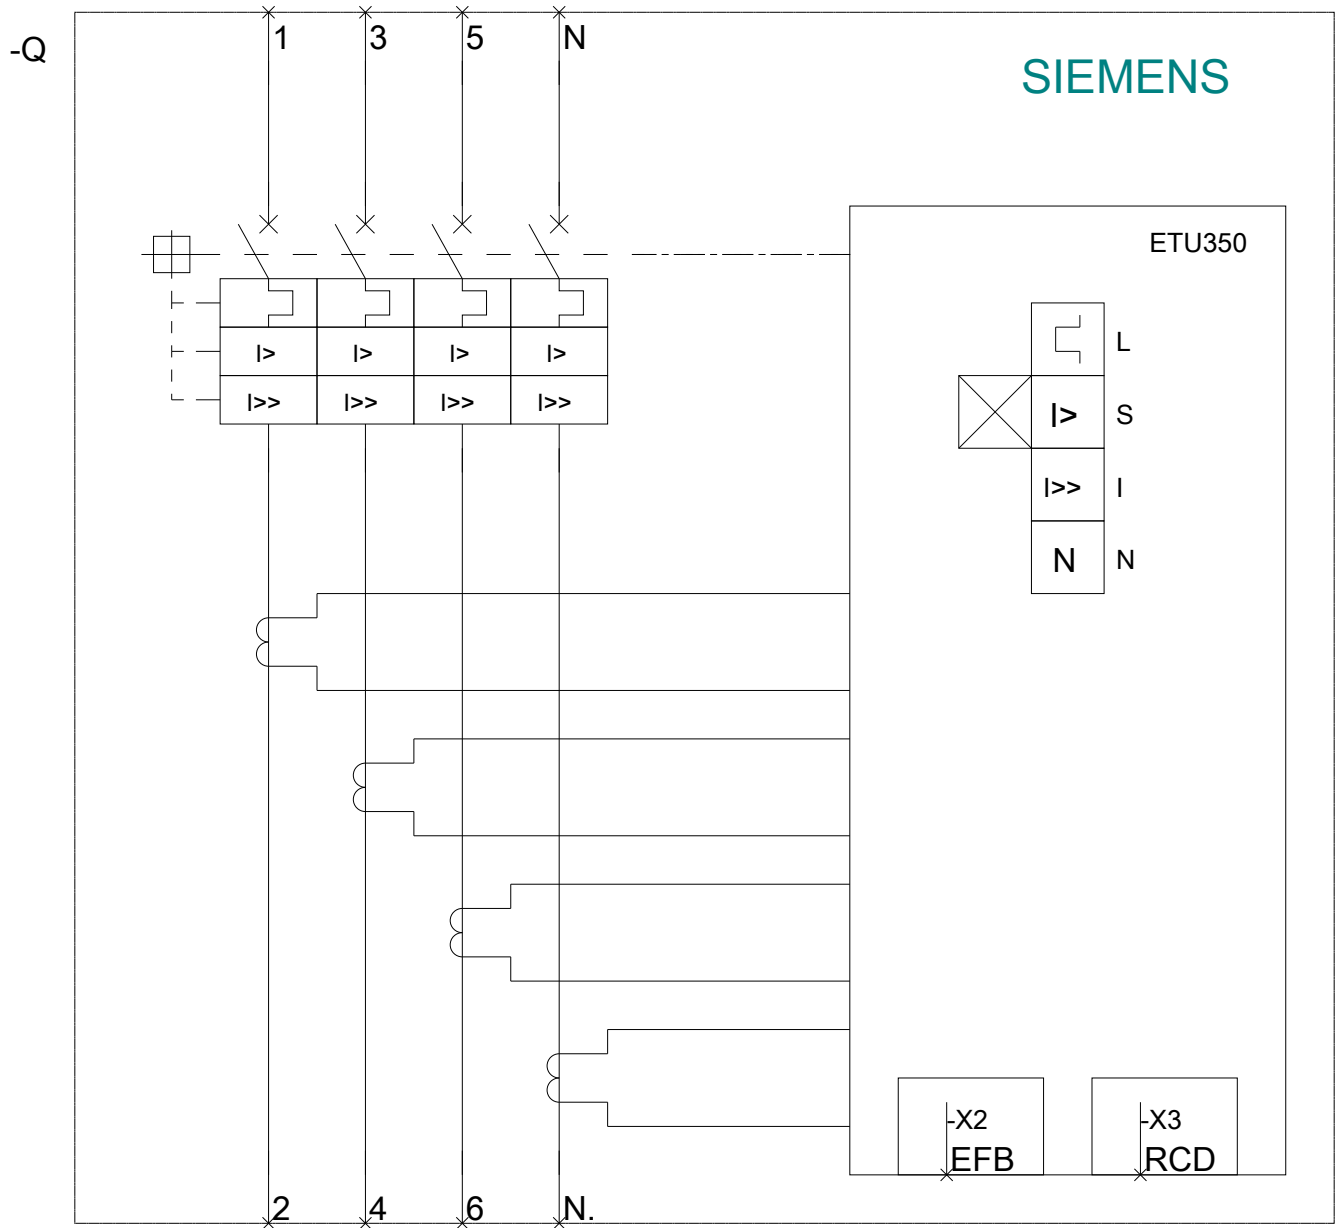 1 3 5 N
-Q
SIEMENS
ETU350
L
I> I> I> I>
I>> I>> I>> I>>
I> S
I>> I
N N
-X2
EFB
-X3
RCD
2 4 6 N.